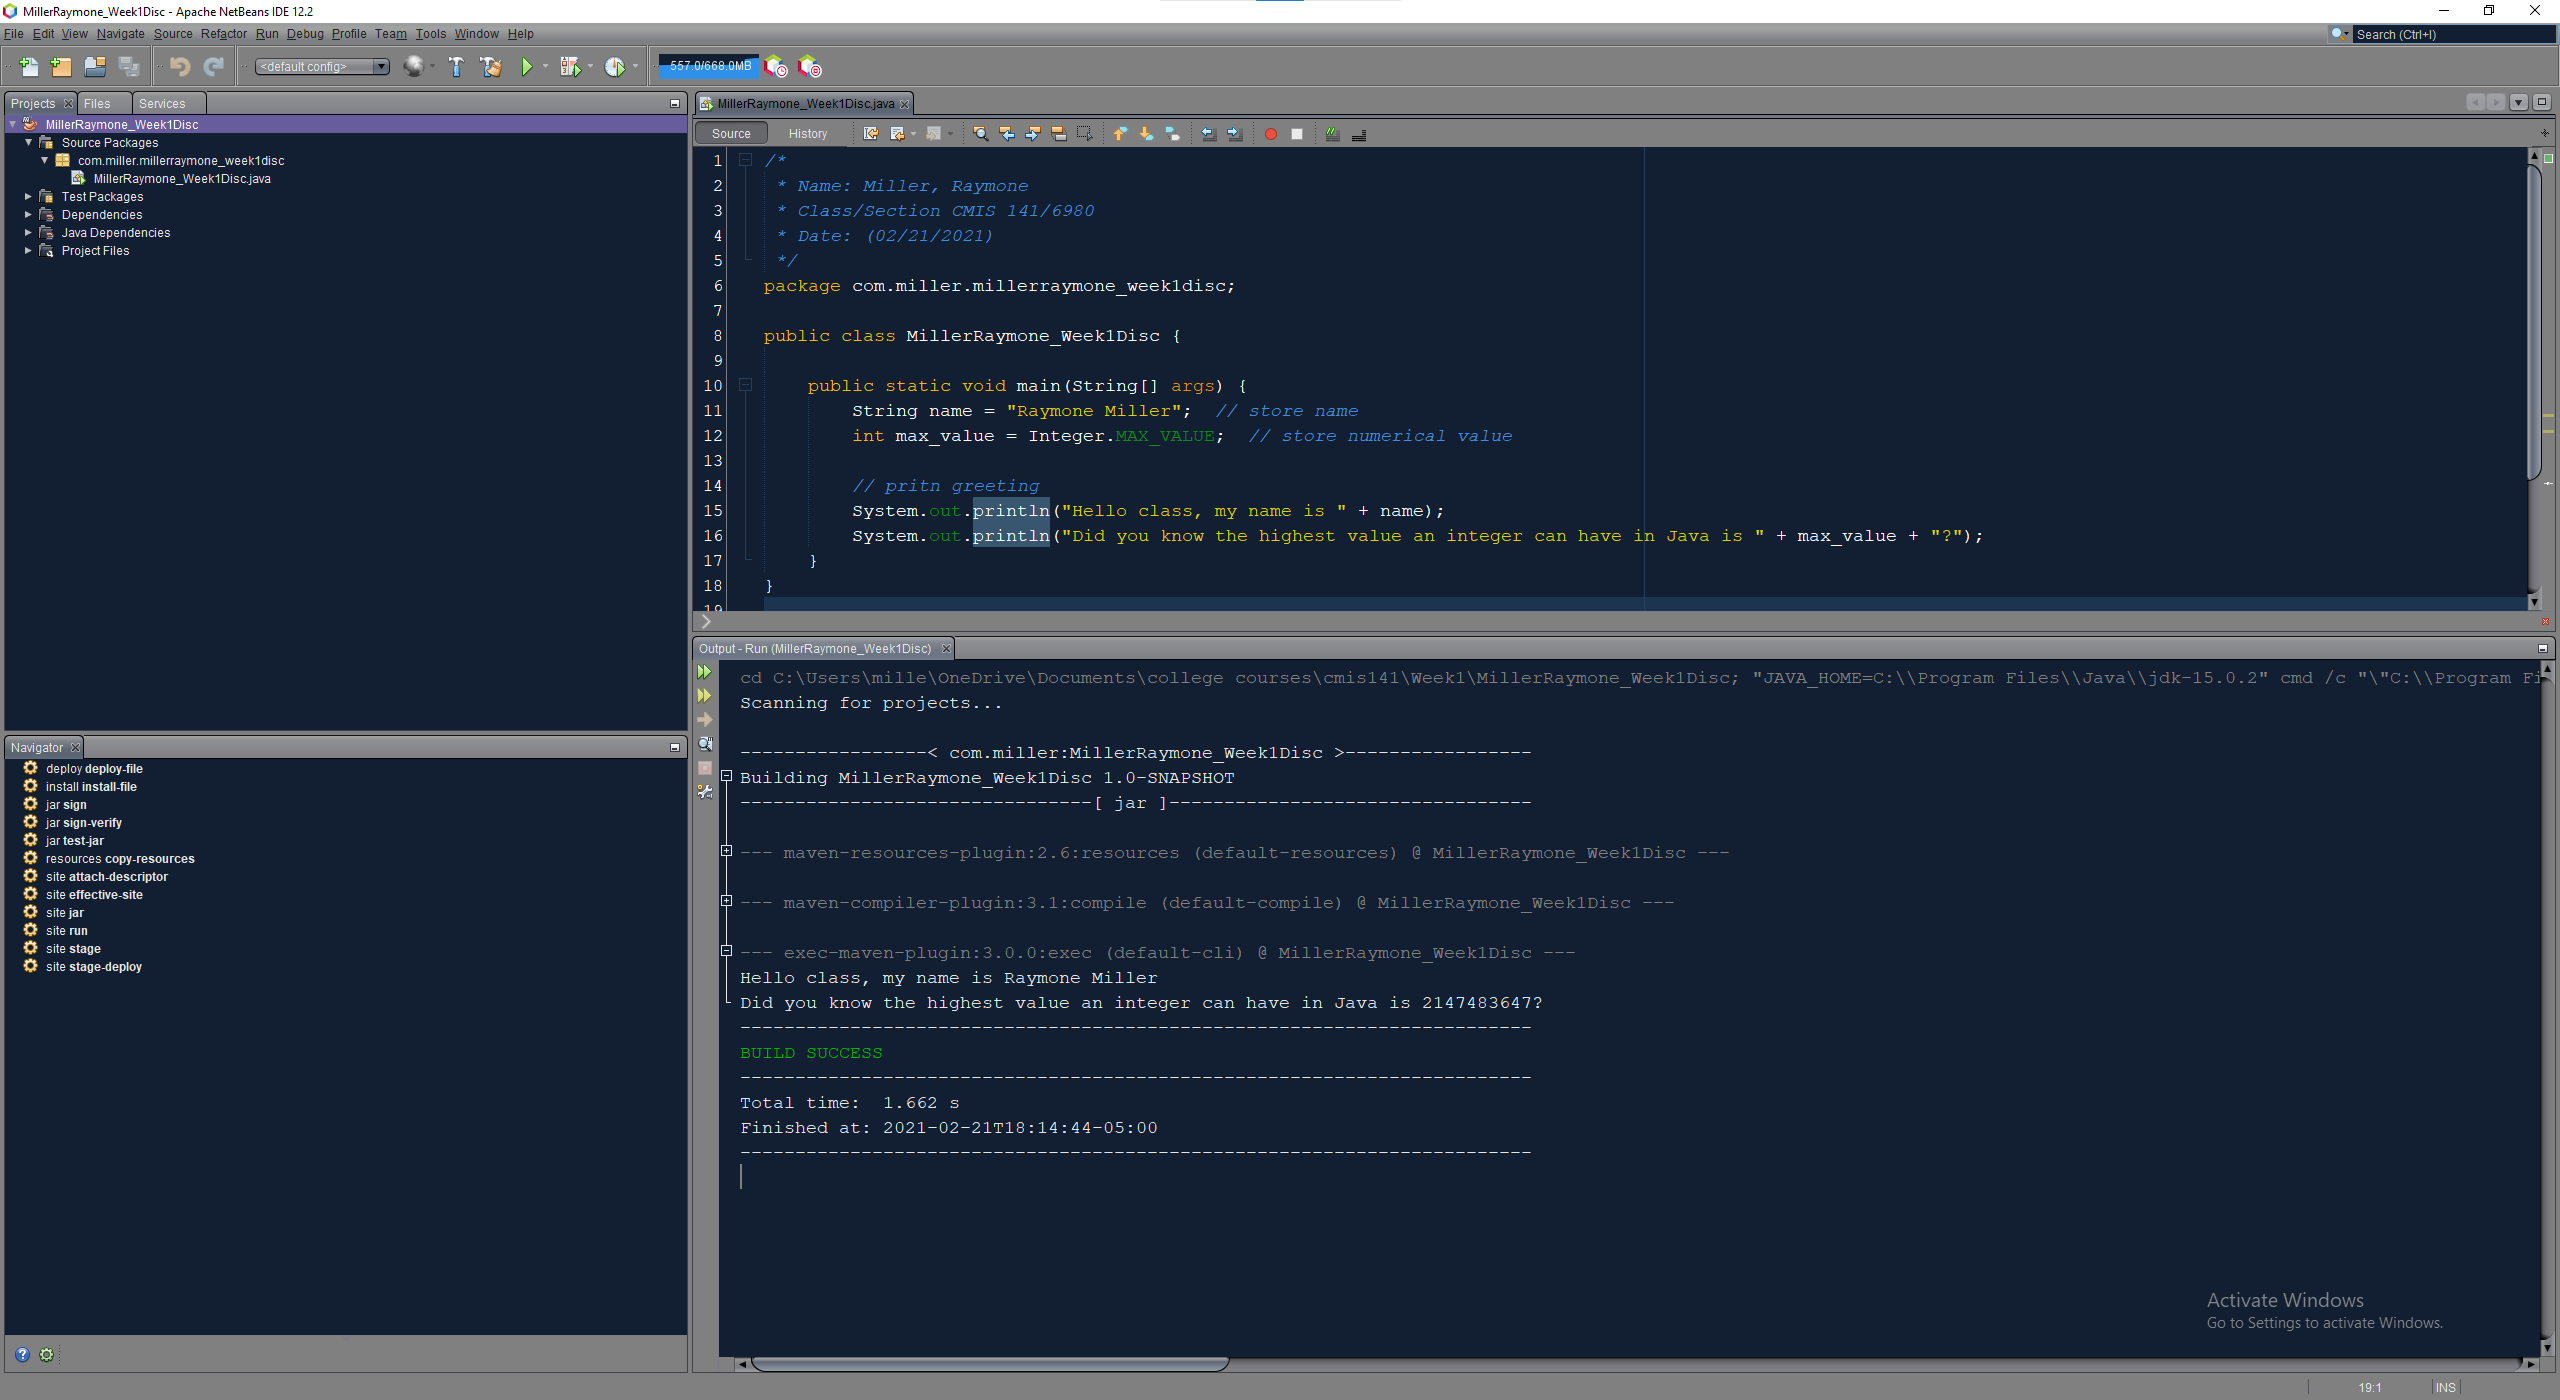 MillerRaymone_Week1Disc - Apache NetBeans IDE 12.2
File Edit View Navigate Source Refactor Run Debug Profile Team Tools Window Help
Search (Ctrl+I)
<default config>
557.0/668.0MB
Projects Files Services
MillerRaymone_Week1Disc
Source Packages
com.miller.millerraymone_week1disc
MillerRaymone_Week1Disc.java
Test Packages
Dependencies
Java Dependencies
Project Files
Navigator
deploy deploy-file
install install-file
jar sign
jar sign-verify
jar test-jar
resources copy-resources
site attach-descriptor
site effective-site
site jar
site run
site stage
site stage-deploy
MillerRaymone_Week1Disc.java
Source History
1 /*
2 * Name: Miller, Raymone
3 * Class/Section CMIS 141/6980
4 * Date: (02/21/2021)
5 */
6 package com.miller.millerraymone_week1disc;
7
8 public class MillerRaymone_Week1Disc {
9
10 public static void main(String[] args) {
11 String name = "Raymone Miller"; // store name
12 int max_value = Integer.MAX_VALUE; // store numerical value
13
14 // pritn greeting
15 System.out.println("Hello class, my name is " + name);
16 System.out.println("Did you know the highest value an integer can have in Java is " + max_value + "?");
17 }
18 }
19
Output - Run (MillerRaymone_Week1Disc)
cd C:\Users\mille\OneDrive\Documents\college courses\cmis141\Week1\MillerRaymone_Week1Disc; "JAVA_HOME=C:\\Program Files\\Java\\jdk-15.0.2" cmd /c "\"C:\\Program Fi
Scanning for projects...
-----------------< com.miller:MillerRaymone_Week1Disc >-----------------
Building MillerRaymone_Week1Disc 1.0-SNAPSHOT
--------------------------------[ jar ]---------------------------------
--- maven-resources-plugin:2.6:resources (default-resources) @ MillerRaymone_Week1Disc ---
--- maven-compiler-plugin:3.1:compile (default-compile) @ MillerRaymone_Week1Disc ---
--- exec-maven-plugin:3.0.0:exec (default-cli) @ MillerRaymone_Week1Disc ---
Hello class, my name is Raymone Miller
Did you know the highest value an integer can have in Java is 2147483647?
------------------------------------------------------------------------
BUILD SUCCESS
------------------------------------------------------------------------
Total time:  1.662 s
Finished at: 2021-02-21T18:14:44-05:00
------------------------------------------------------------------------
Activate Windows
Go to Settings to activate Windows.
19:1 INS